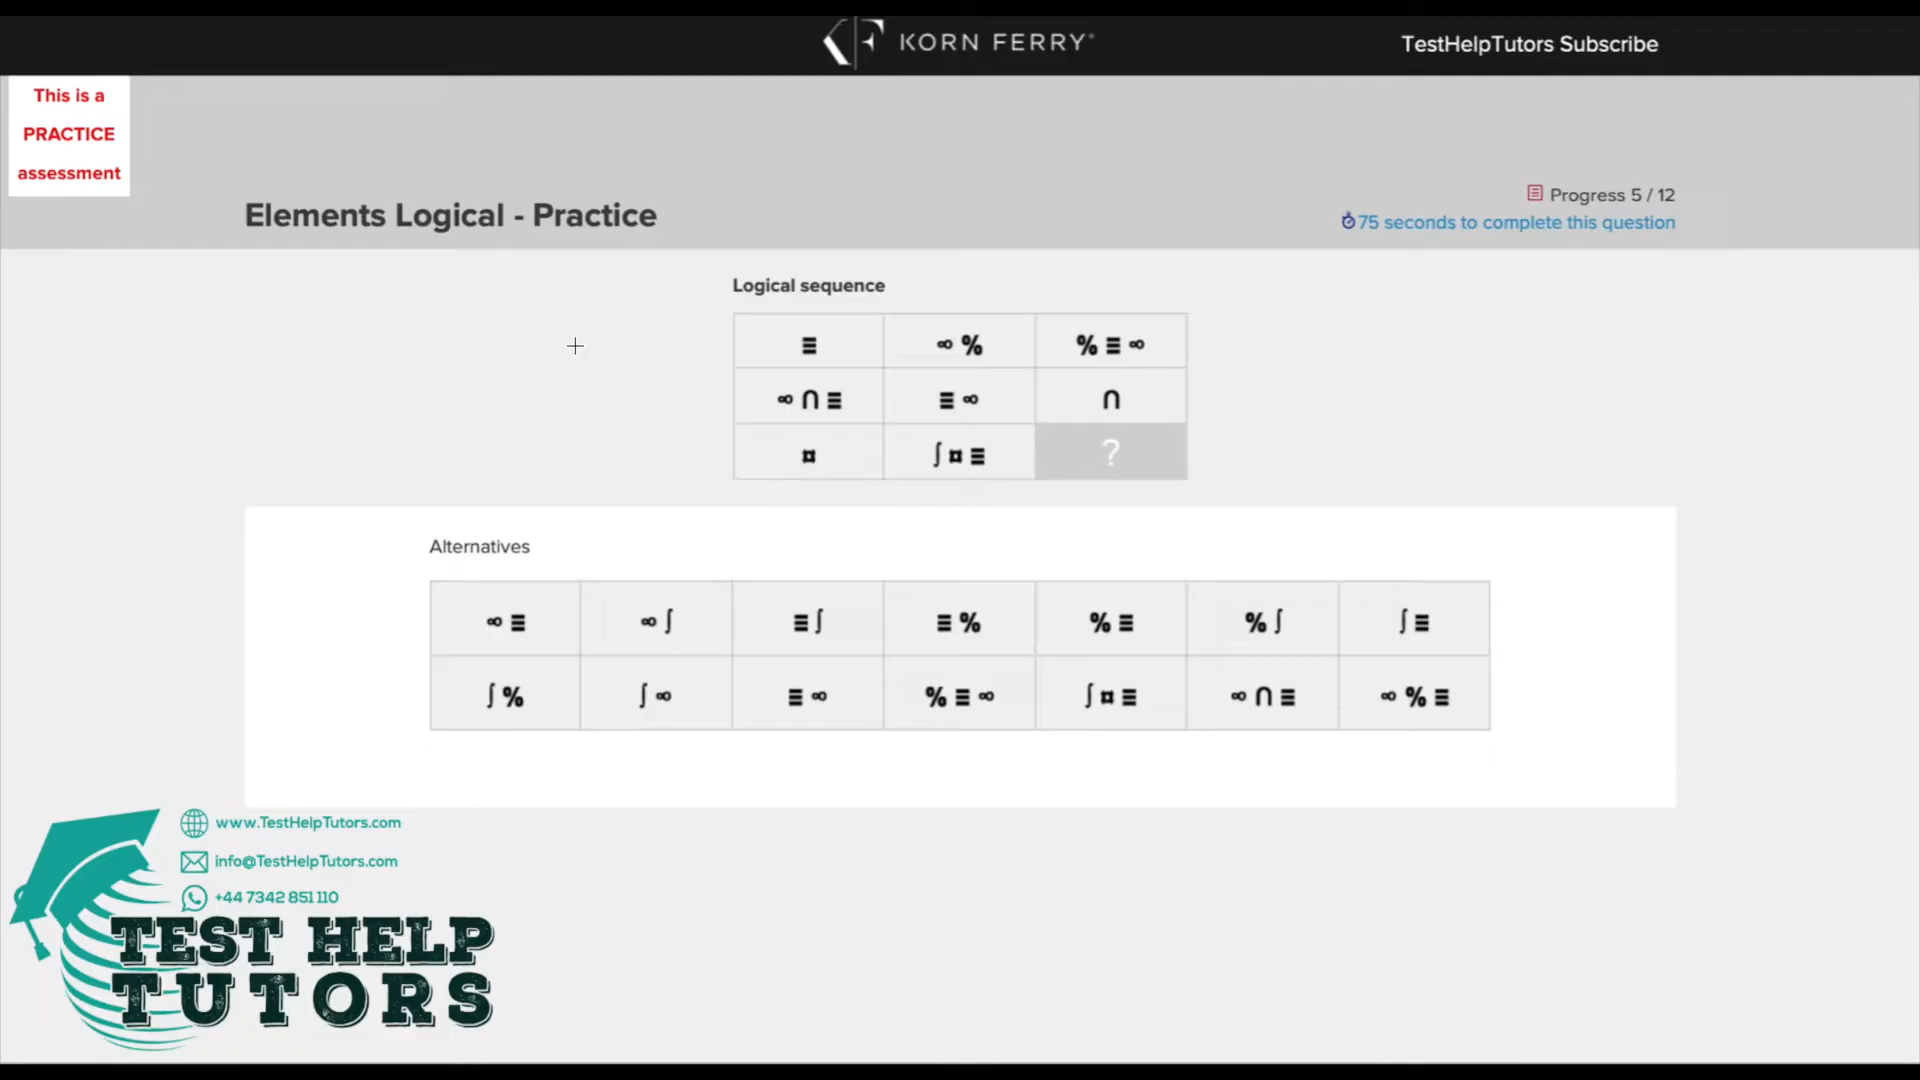 KORN FERRY®
TestHelpTutors Subscribe
This is a
PRACTICE
assessment
Elements Logical - Practice
Progress 5 / 12
75 seconds to complete this question
Logical sequence
≡ ∞ % % ≡ ∞
∞ ∩ ≡ ≡ ∞ ∩
¤ ∫ ¤ ≡ ?
Alternatives
∞ ≡ ∞ ∫ ≡ ∫ ≡ % % ≡ % ∫ ∫ ≡
∫ % ∫ ∞ ≡ ∞ % ≡ ∞ ∫ ¤ ≡ ∞ ∩ ≡ ∞ % ≡
www.TestHelpTutors.com
info@TestHelpTutors.com
+44 7342 851 110
TEST HELP
TUTORS